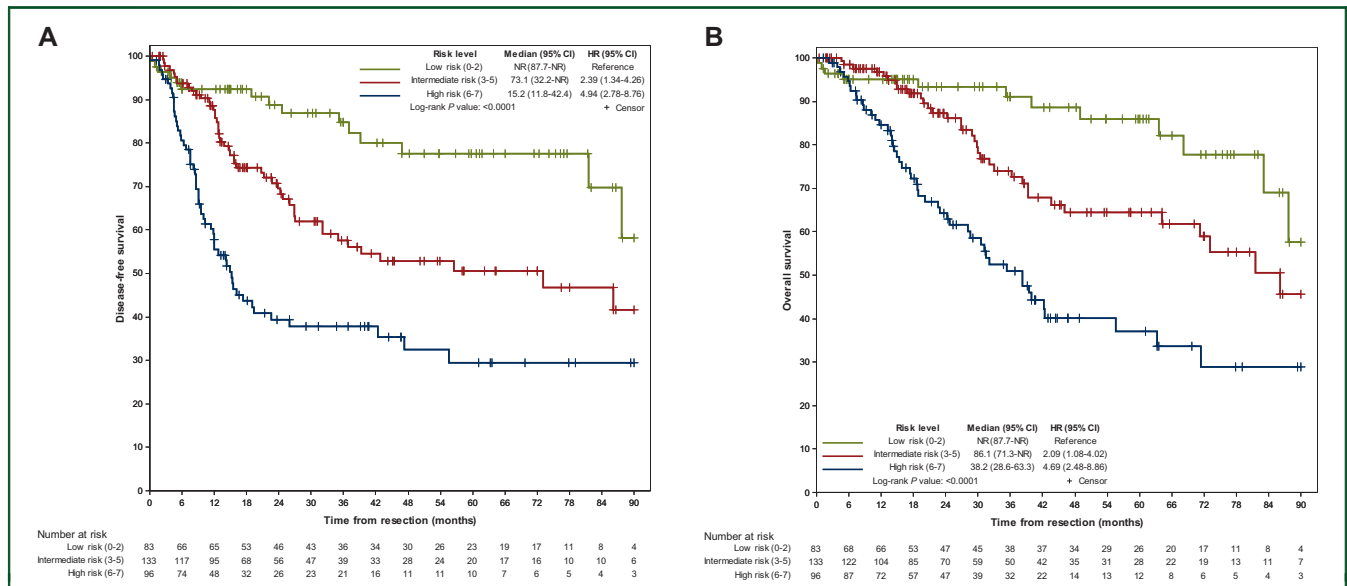 A
Risk level Median (95% CI) HR (95% CI)
Low risk (0-2) NR (87.7-NR) Reference
Intermediate risk (3-5) 73.1 (32.2-NR) 2.39 (1.34-4.26)
High risk (6-7) 15.2 (11.8-42.4) 4.94 (2.78-8.76)
Log-rank P value: <0.0001 + Censor
Disease-free survival
100
90
80
70
60
50
40
30
20
10
0
0 6 12 18 24 30 36 42 48 54 60 66 72 78 84 90
Time from resection (months)
Number at risk
Low risk (0-2) 83 66 65 53 46 43 36 34 30 26 23 19 17 11 8 4
Intermediate risk (3-5) 133 117 95 68 56 47 39 33 28 24 20 17 16 10 10 6
High risk (6-7) 96 74 48 32 26 23 21 16 11 11 10 7 6 5 4 3
B
Overall survival
100
90
80
70
60
50
40
30
20
10
0
Risk level Median (95% CI) HR (95% CI)
Low risk (0-2) NR (87.7-NR) Reference
Intermediate risk (3-5) 86.1 (71.3-NR) 2.09 (1.08-4.02)
High risk (6-7) 38.2 (28.6-63.3) 4.69 (2.48-8.86)
Log-rank P value: <0.0001 + Censor
0 6 12 18 24 30 36 42 48 54 60 66 72 78 84 90
Time from resection (months)
Number at risk
Low risk (0-2) 83 68 66 53 47 45 38 37 34 29 26 20 17 11 8 4
Intermediate risk (3-5) 133 122 104 85 70 59 50 42 35 31 28 22 19 13 11 7
High risk (6-7) 96 87 72 57 47 39 32 22 14 13 12 8 6 5 4 3